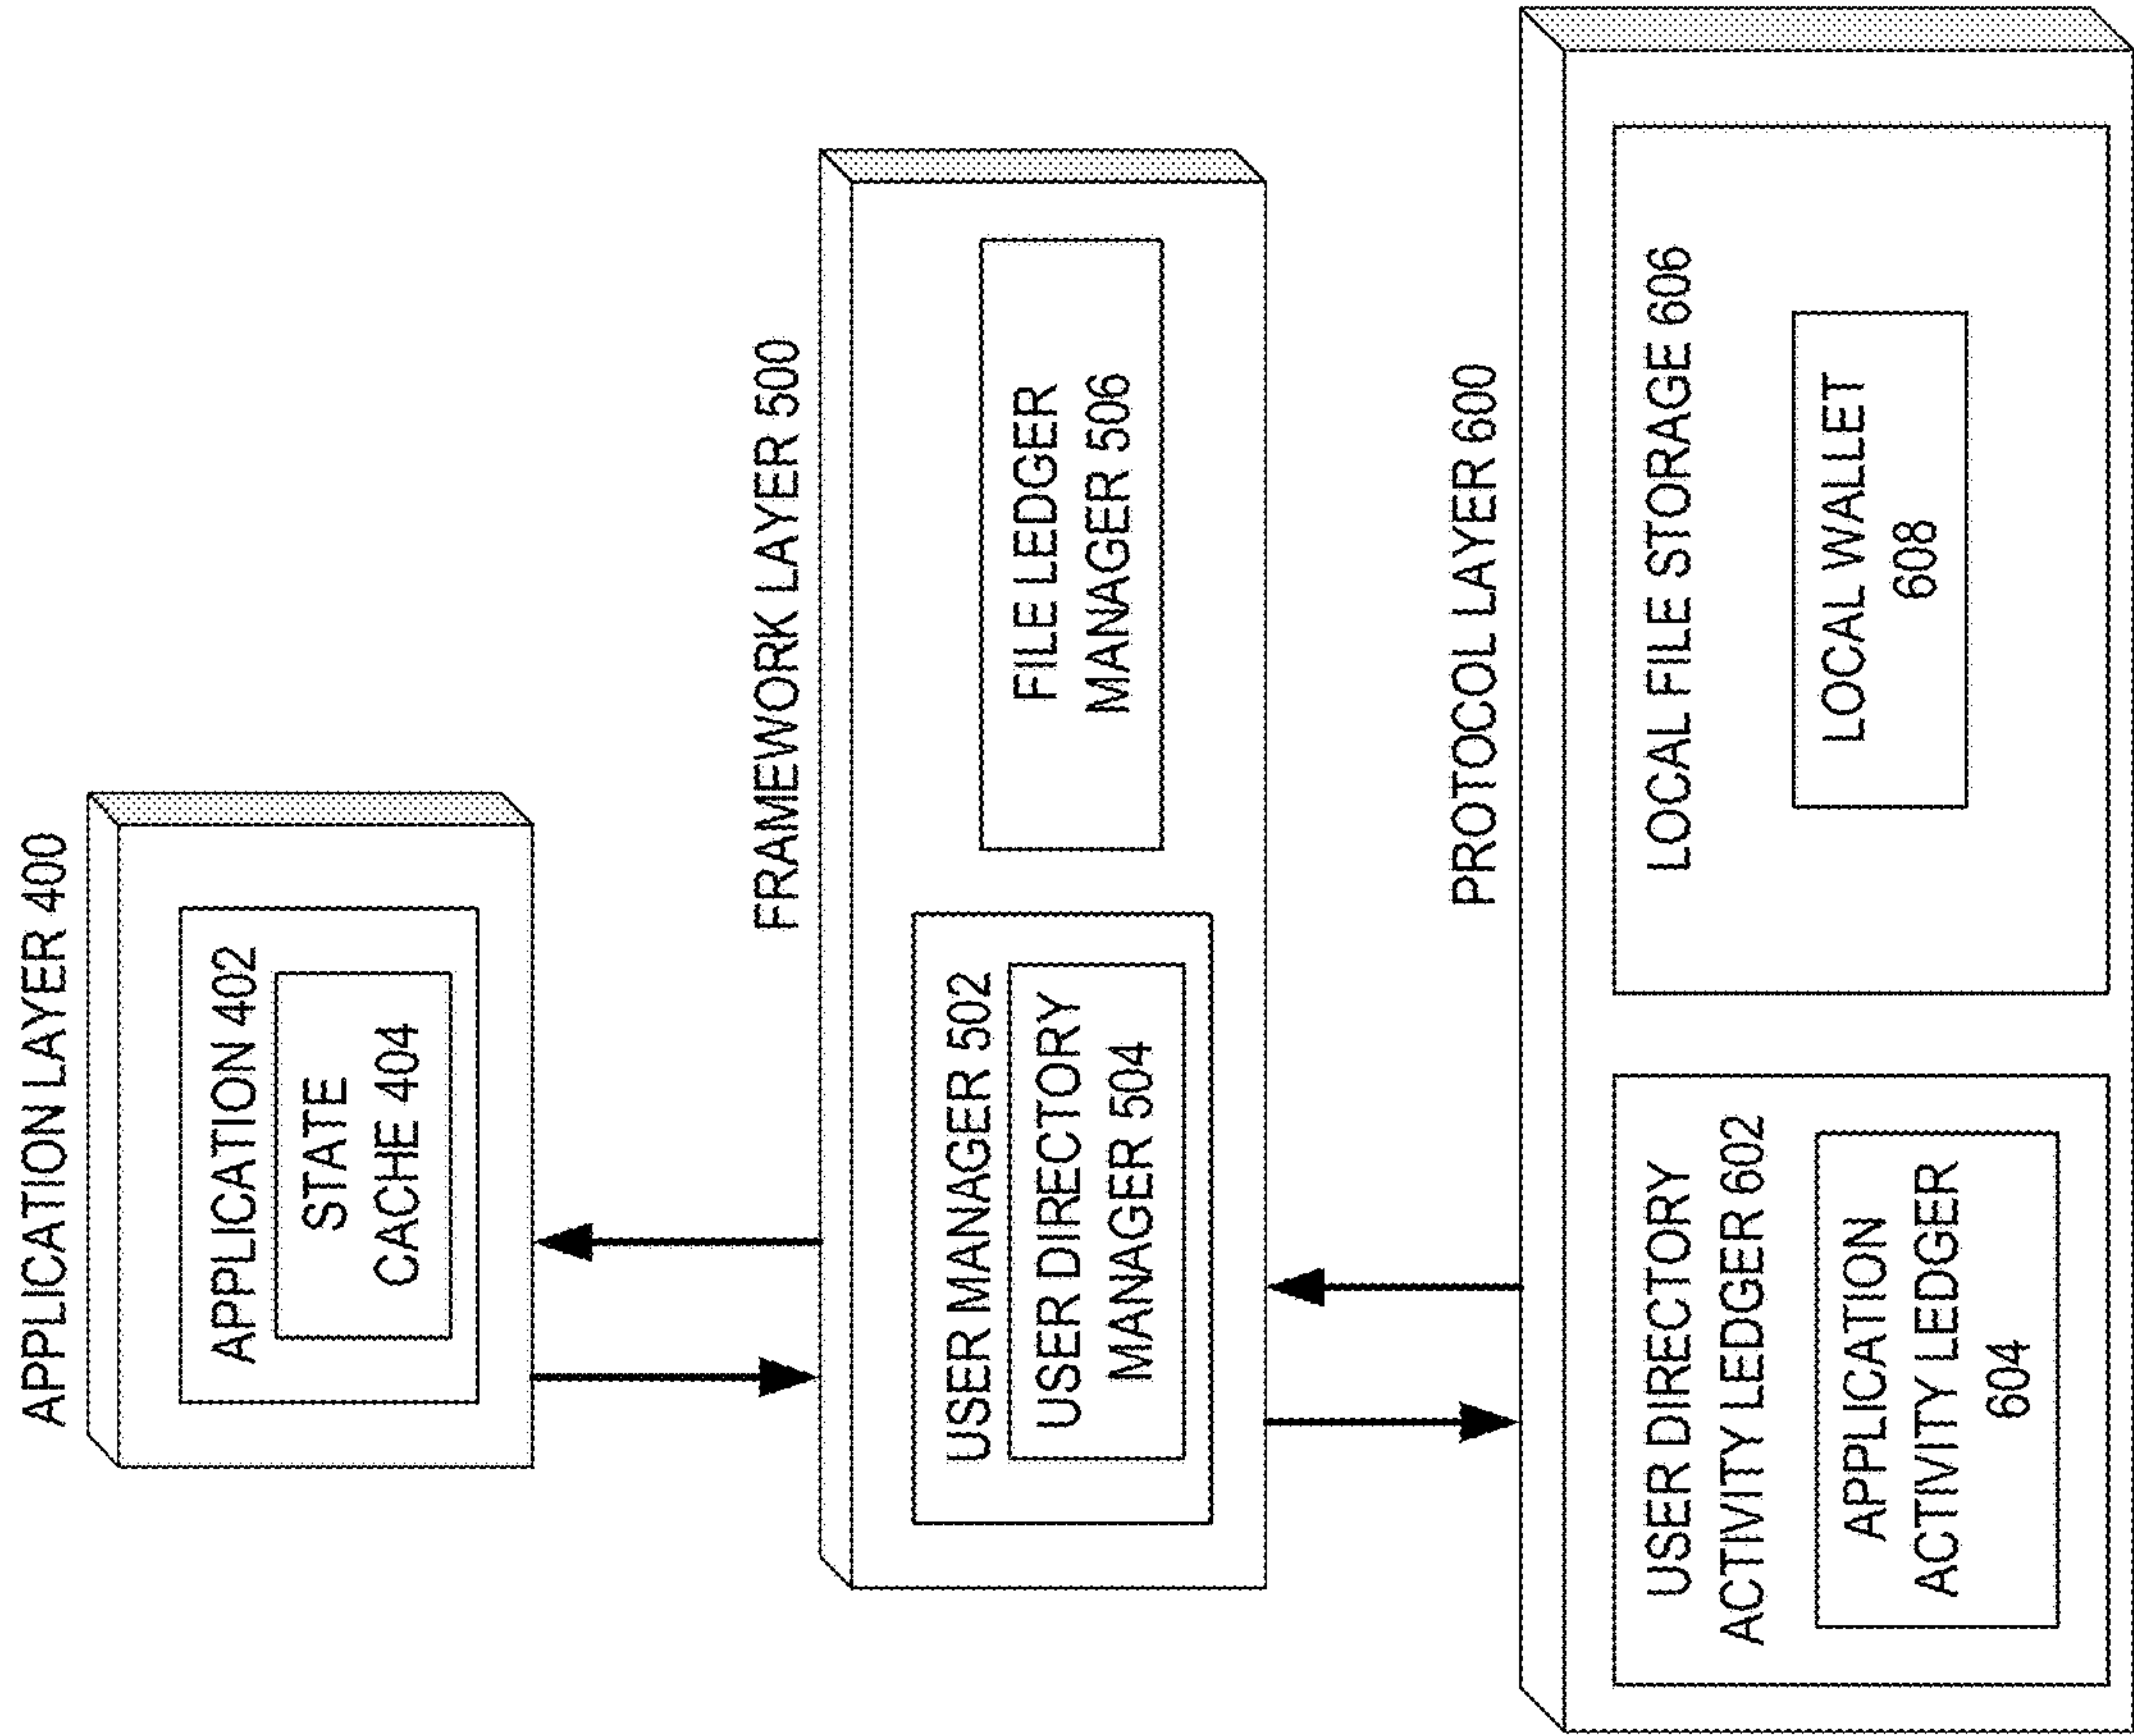 APPLICATION LAYER 400
APPLICATION 402
STATE
CACHE 404
FRAMEWORK LAYER 500
USER MANAGER 502
USER DIRECTORY
MANAGER 504
FILE LEDGER
MANAGER 506
PROTOCOL LAYER 600
USER DIRECTORY
ACTIVITY LEDGER 602
APPLICATION
ACTIVITY LEDGER
604
LOCAL FILE STORAGE 606
LOCAL WALLET
608